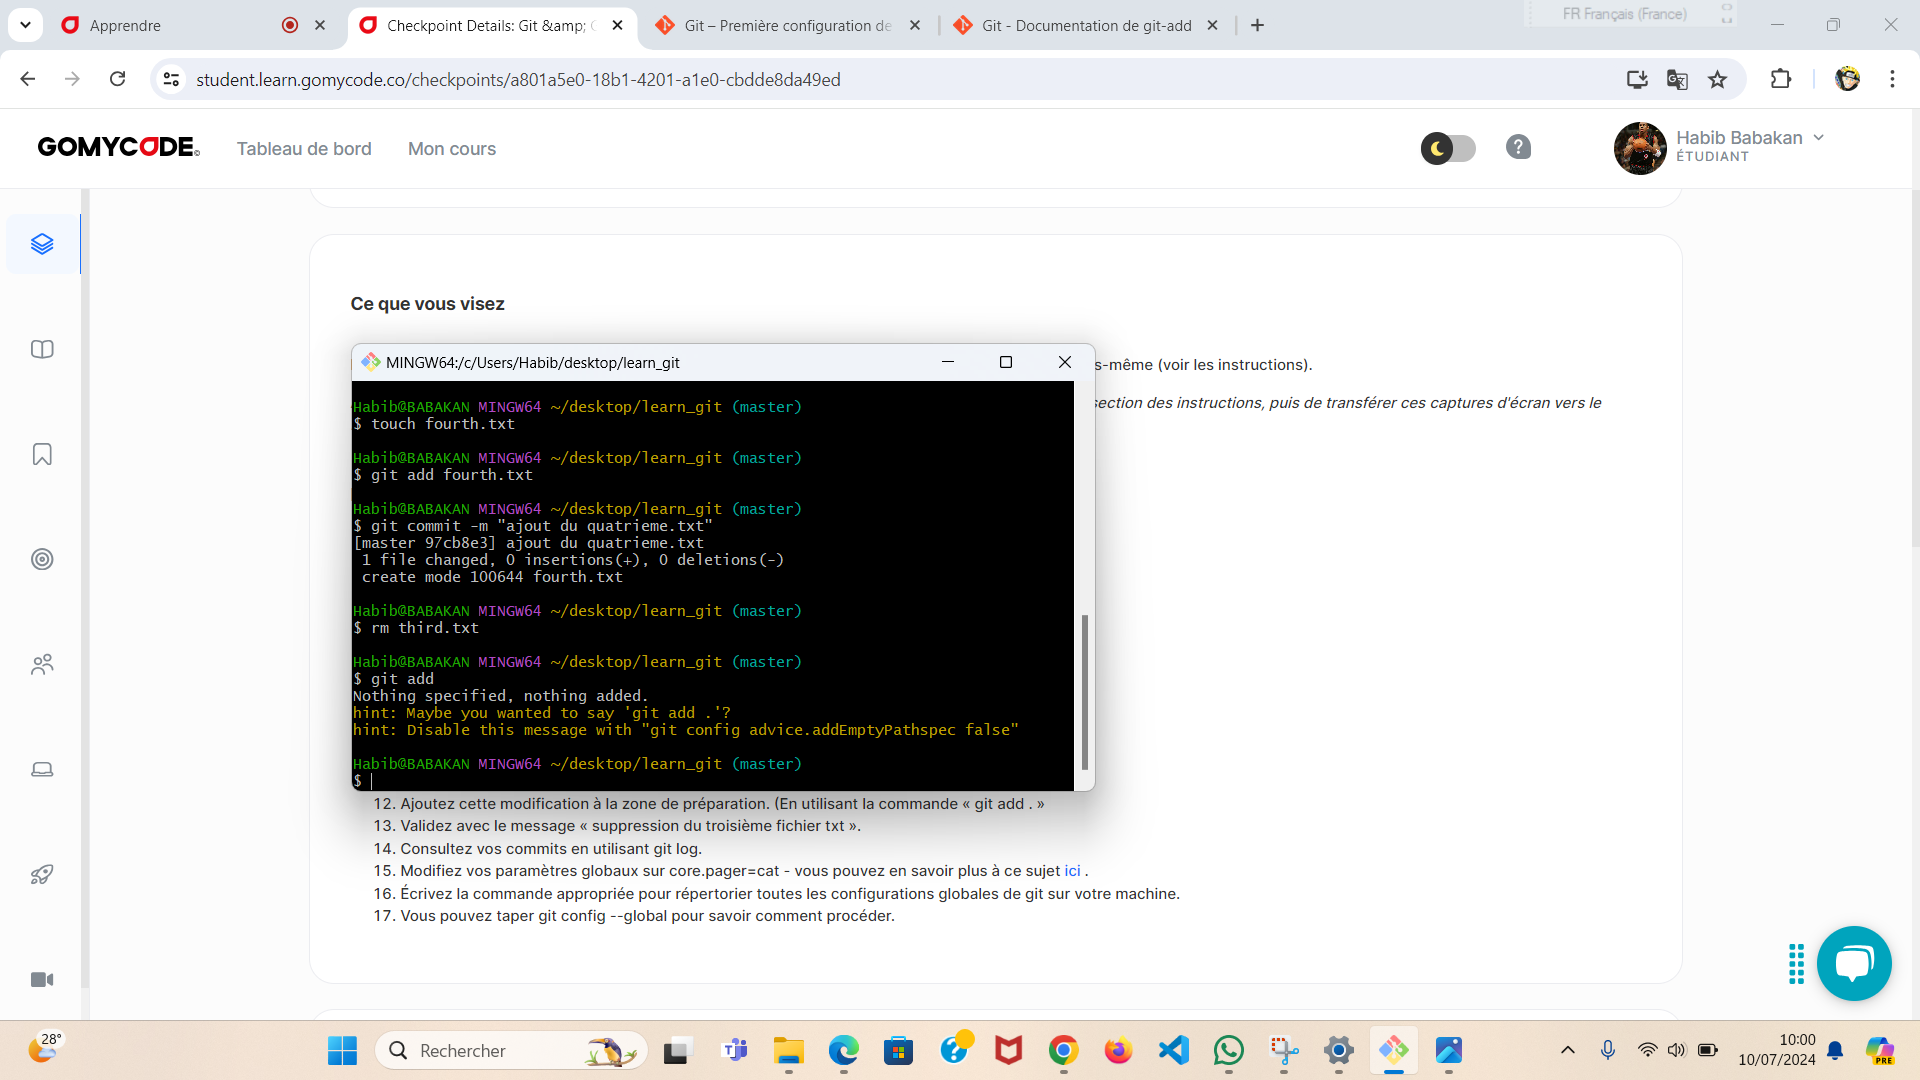 Apprendre
Checkpoint Details: Git &amp;
Git – Première configuration de
Git - Documentation de git-add
FR Français (France)
student.learn.gomycode.co/checkpoints/a801a5e0-18b1-4201-a1e0-cbdde8da49ed
GOMYCODE
Tableau de bord
Mon cours
Habib Babakan
ÉTUDIANT
Ce que vous visez
MINGW64:/c/Users/Habib/desktop/learn_git
s-même (voir les instructions).
section des instructions, puis de transférer ces captures d'écran vers le
Habib@BABAKAN MINGW64 ~/desktop/learn_git (master)
$ touch fourth.txt
Habib@BABAKAN MINGW64 ~/desktop/learn_git (master)
$ git add fourth.txt
Habib@BABAKAN MINGW64 ~/desktop/learn_git (master)
$ git commit -m "ajout du quatrieme.txt"
[master 97cb8e3] ajout du quatrieme.txt
1 file changed, 0 insertions(+), 0 deletions(-)
create mode 100644 fourth.txt
Habib@BABAKAN MINGW64 ~/desktop/learn_git (master)
$ rm third.txt
Habib@BABAKAN MINGW64 ~/desktop/learn_git (master)
$ git add
Nothing specified, nothing added.
hint: Maybe you wanted to say 'git add .'?
hint: Disable this message with "git config advice.addEmptyPathspec false"
Habib@BABAKAN MINGW64 ~/desktop/learn_git (master)
$
12. Ajoutez cette modification à la zone de préparation. (En utilisant la commande « git add . »
13. Validez avec le message « suppression du troisième fichier txt ».
14. Consultez vos commits en utilisant git log.
15. Modifiez vos paramètres globaux sur core.pager=cat - vous pouvez en savoir plus à ce sujet ici .
16. Écrivez la commande appropriée pour répertorier toutes les configurations globales de git sur votre machine.
17. Vous pouvez taper git config --global pour savoir comment procéder.
28°
Rechercher
PRE
10:00
10/07/2024